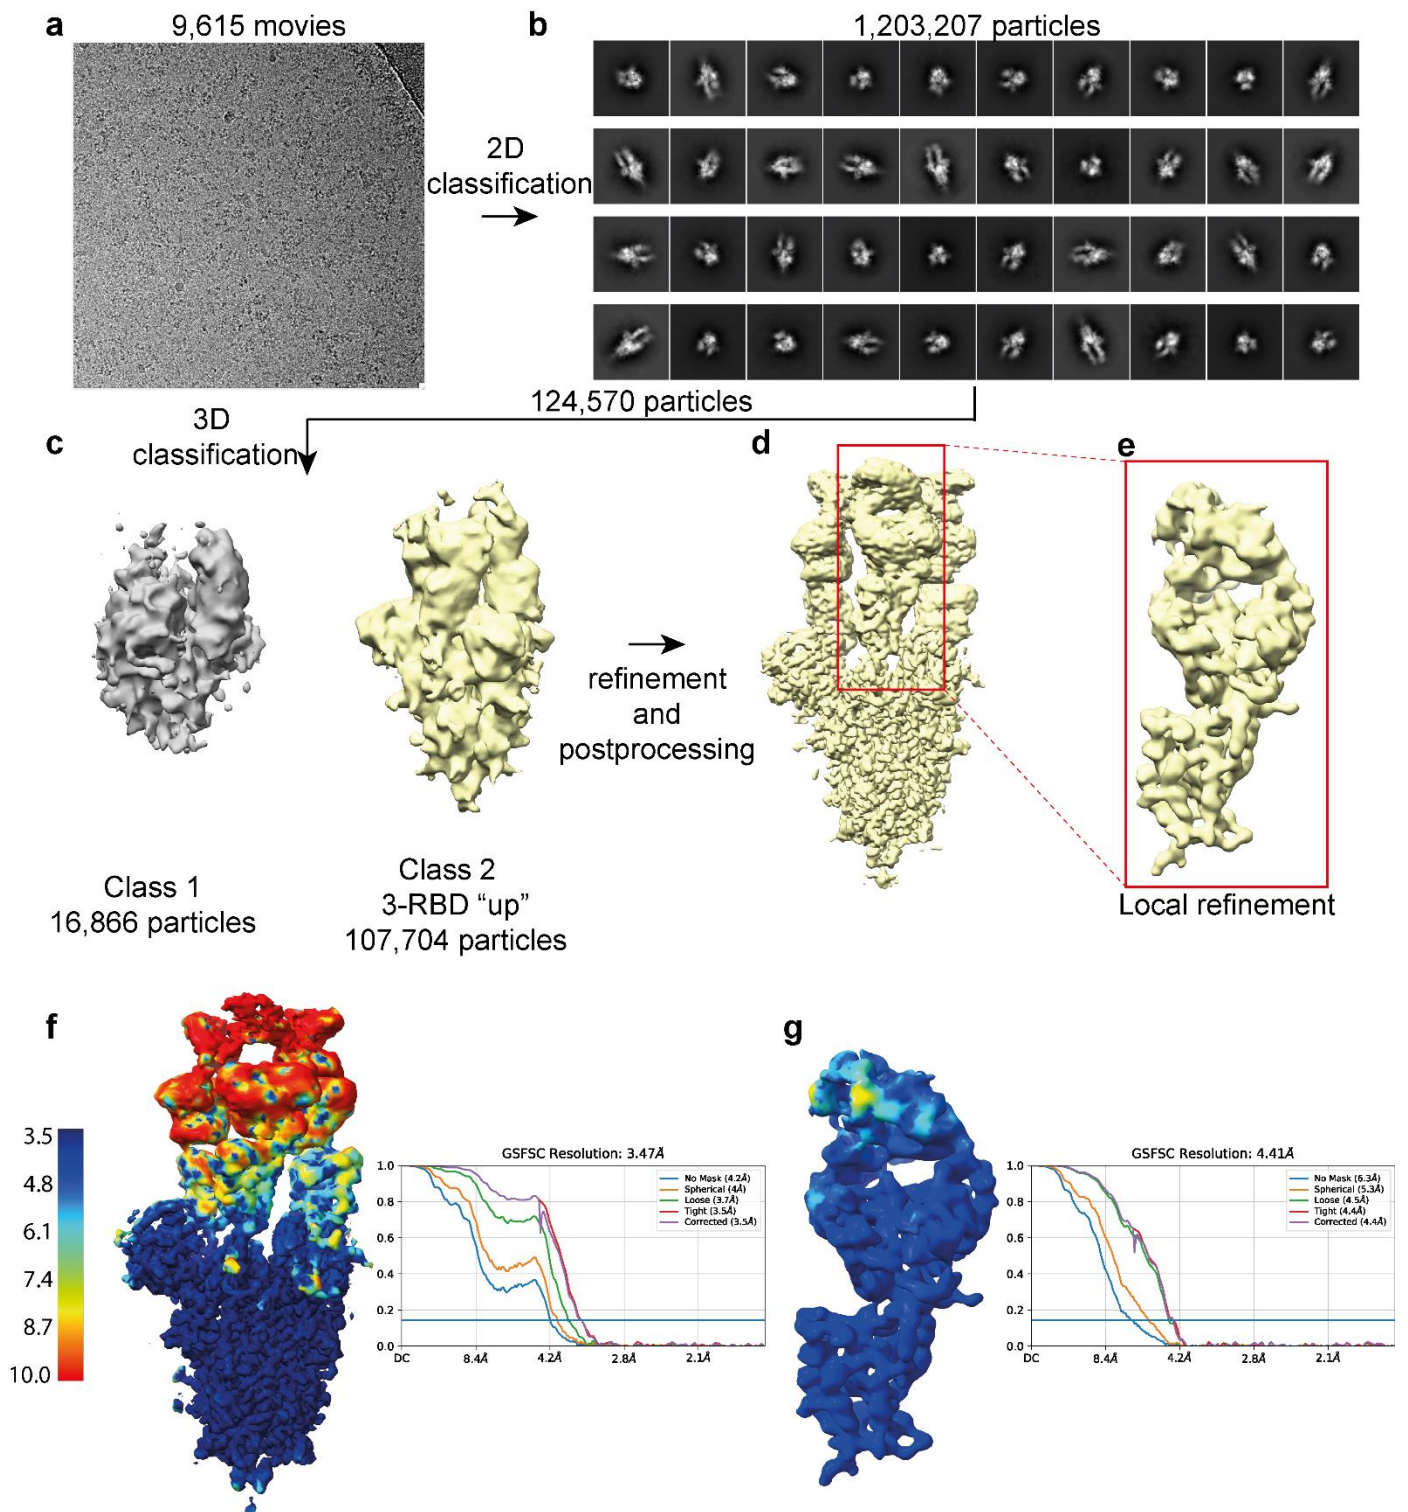 a
9,615 movies
b
1,203,207 particles
2D
classification
124,570 particles
3D
classification
c
d
e
refinement
and
postprocessing
Class 1
16,866 particles
Class 2
3-RBD “up”
107,704 particles
Local refinement
f
3.5
4.8
6.1
7.4
8.7
10.0
GSFSC Resolution: 3.47Å
1.0
0.8
0.6
0.4
0.2
0.0
No Mask (4.2Å)
Spherical (4Å)
Loose (3.7Å)
Tight (3.5Å)
Corrected (3.5Å)
DC
8.4Å
4.2Å
2.8Å
2.1Å
g
GSFSC Resolution: 4.41Å
1.0
0.8
0.6
0.4
0.2
0.0
No Mask (6.3Å)
Spherical (5.3Å)
Loose (4.5Å)
Tight (4.4Å)
Corrected (4.4Å)
DC
8.4Å
4.2Å
2.8Å
2.1Å